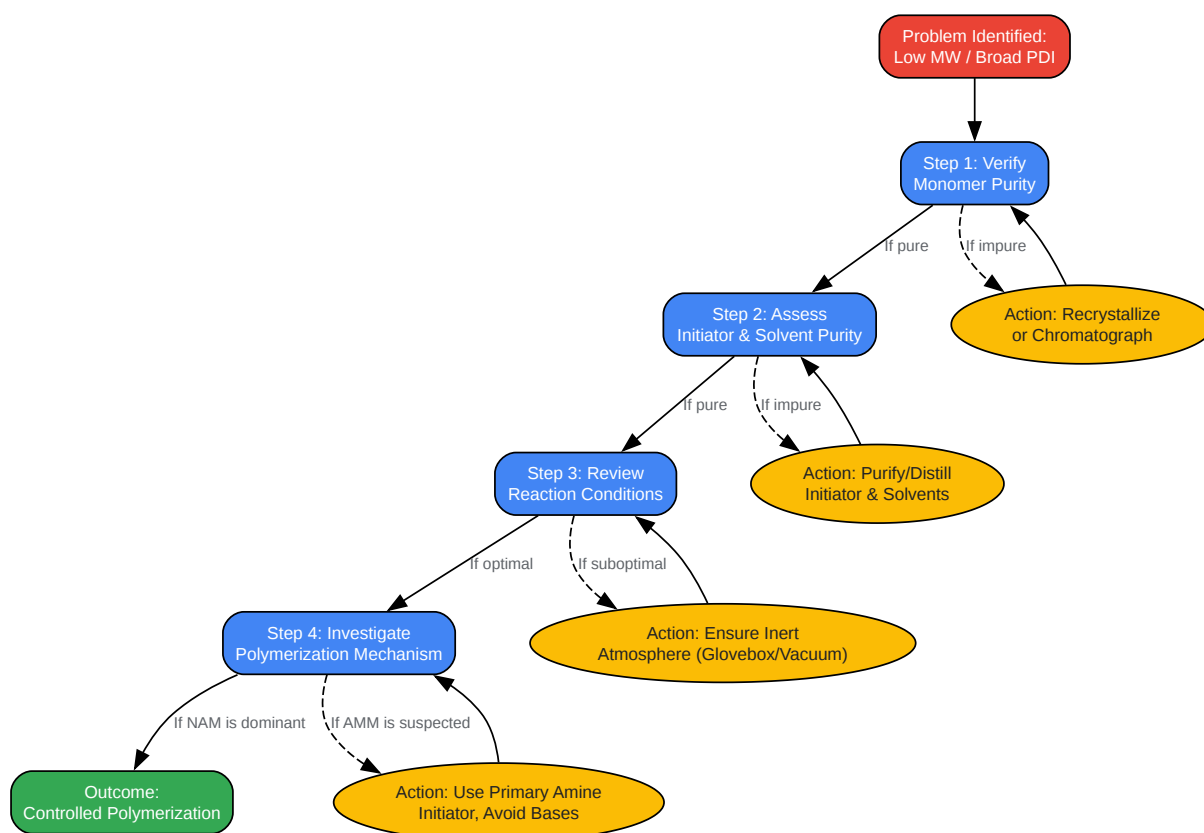 Problem Identified:
Low MW / Broad PDI
Step 1: Verify
Monomer Purity
If pure
If impure
Step 2: Assess
Initiator & Solvent Purity
Action: Recrystallize
or Chromatograph
If pure
If impure
Step 3: Review
Reaction Conditions
Action: Purify/Distill
Initiator & Solvents
If optimal
If suboptimal
Step 4: Investigate
Polymerization Mechanism
Action: Ensure Inert
Atmosphere (Glovebox/Vacuum)
If NAM is dominant
If AMM is suspected
Outcome:
Controlled Polymerization
Action: Use Primary Amine
Initiator, Avoid Bases